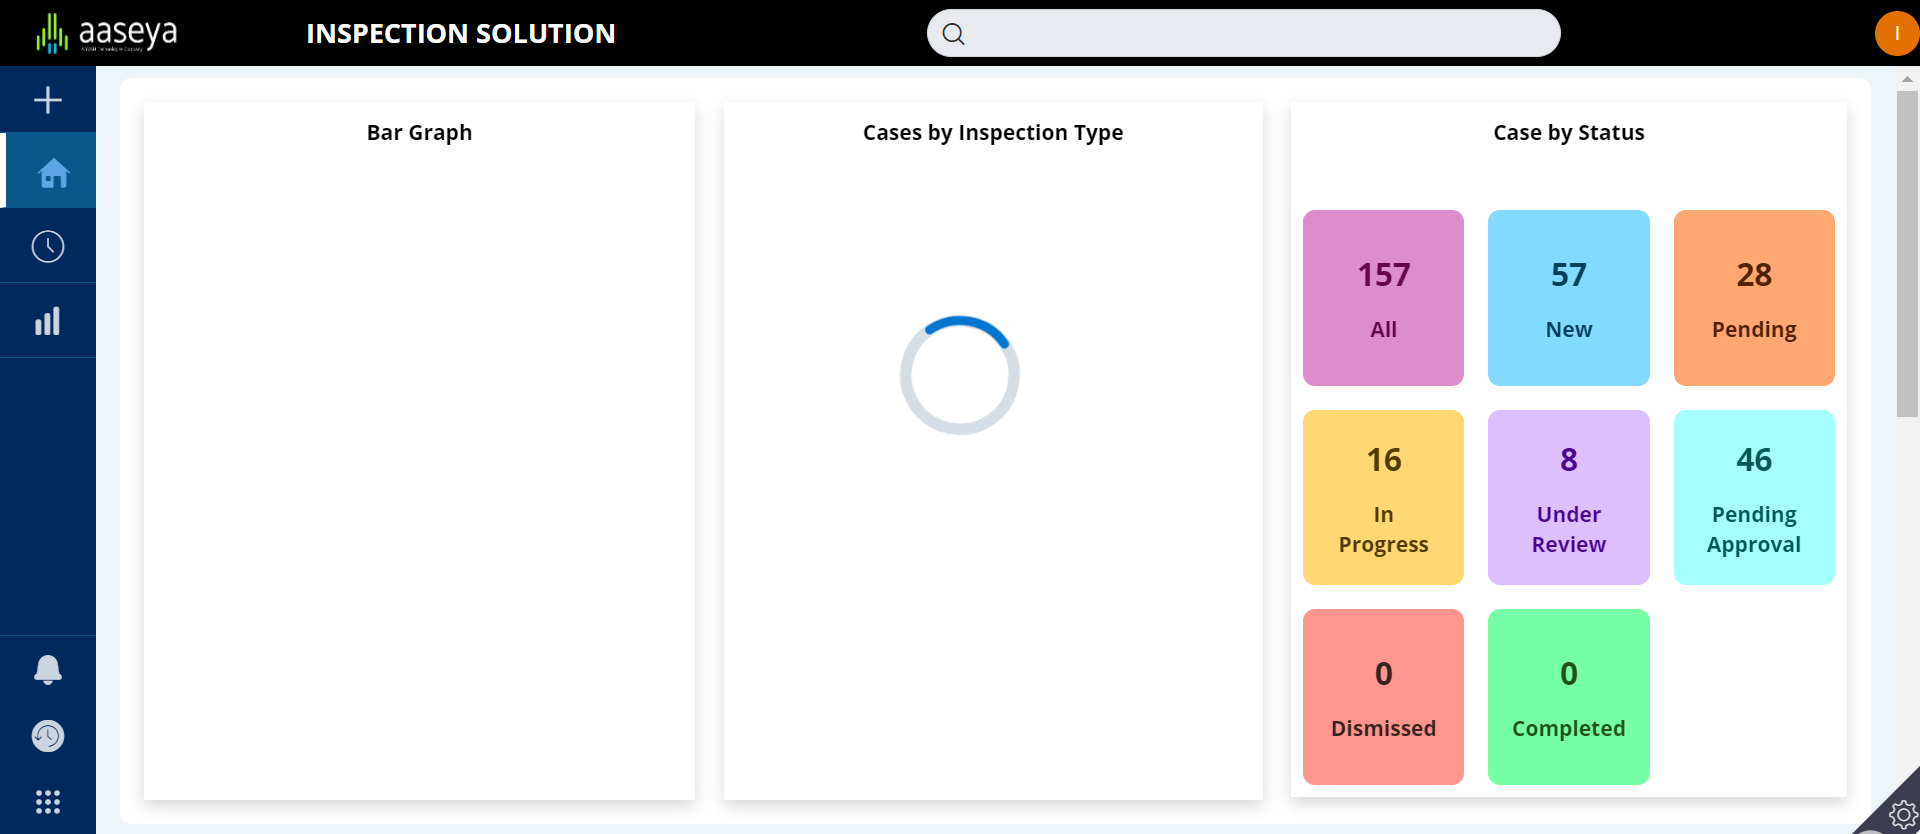 aaseya
INSPECTION SOLUTION
I
Bar Graph
Cases by Inspection Type
Case by Status
157
All
57
New
28
Pending
16
In
Progress
8
Under
Review
46
Pending
Approval
0
Dismissed
0
Completed